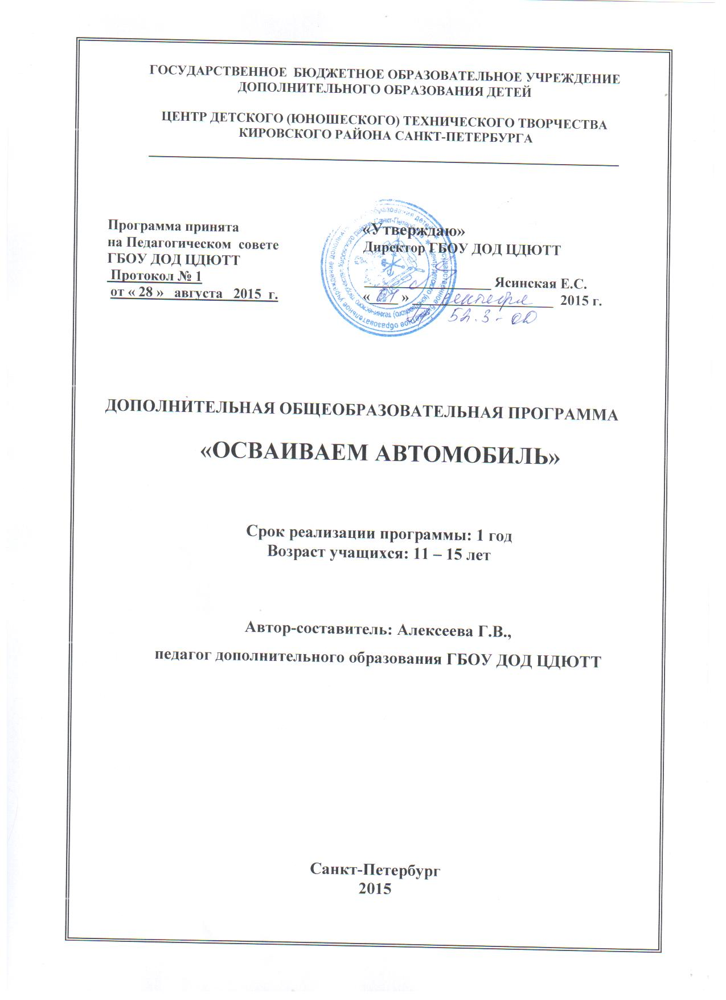 ГОСУДАРСТВЕННОЕ БЮДЖЕТНОЕ ОБРАЗОВАТЕЛЬНОЕ УЧРЕЖДЕНИЕ
ДОПОЛНИТЕЛЬНОГО ОБРАЗОВАНИЯ ДЕТЕЙ
ЦЕНТР ДЕТСКОГО (ЮНОШЕСКОГО) ТЕХНИЧЕСКОГО ТВОРЧЕСТВА
КИРОВСКОГО РАЙОНА САНКТ-ПЕТЕРБУРГА
Программа принята
на Педагогическом совете
ГБОУ ДОД ЦДЮТТ
Протокол № 1
от « 28 » августа 2015 г.
«Утверждаю»
Директор ГБОУ ДОД ЦДЮТТ
Ясинская Е.С.
« 01 » сентября 2015 г.
52.3-ОД
ДОПОЛНИТЕЛЬНАЯ ОБЩЕОБРАЗОВАТЕЛЬНАЯ ПРОГРАММА
«ОСВАИВАЕМ АВТОМОБИЛЬ»
Срок реализации программы: 1 год
Возраст учащихся: 11 – 15 лет
Автор-составитель: Алексеева Г.В.,
педагог дополнительного образования ГБОУ ДОД ЦДЮТТ
Санкт-Петербург
2015